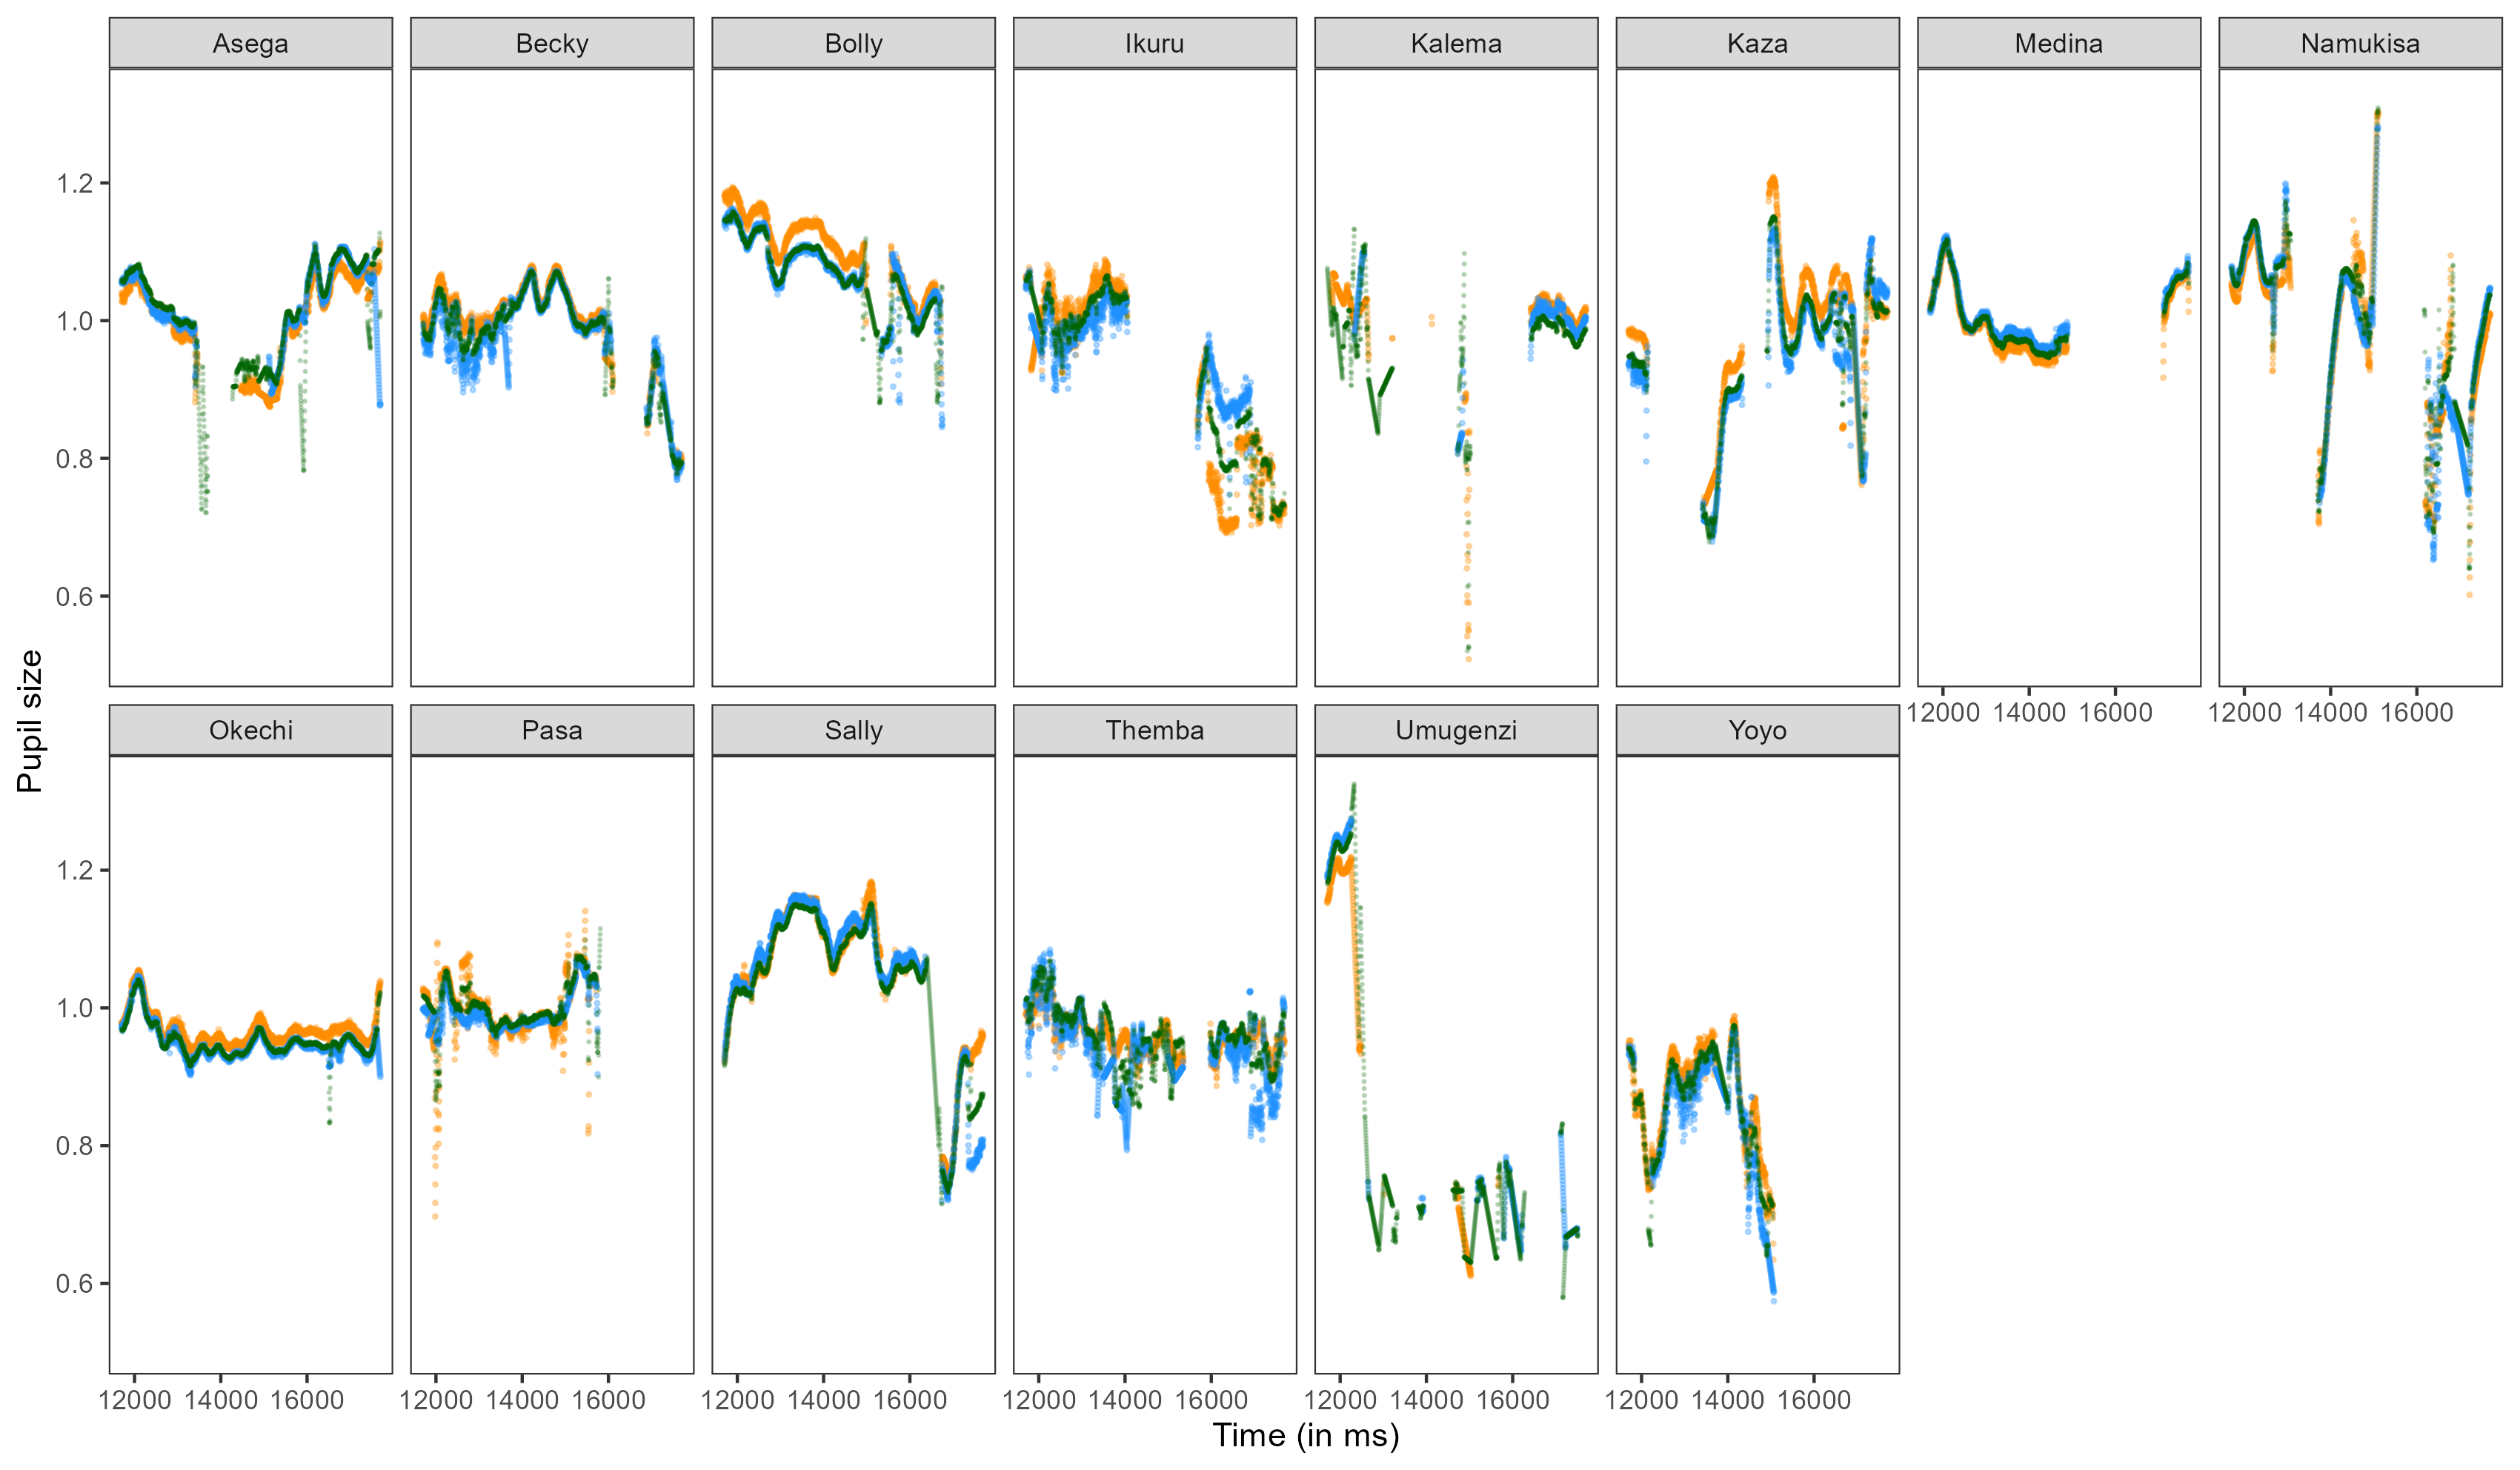 Asega Becky Bolly Ikuru Kalema Kaza Medina Namukisa
1.2
1.0
0.8
0.6
12000 14000 16000 12000 14000 16000
Pupil size
Okechi Pasa Sally Themba Umugenzi Yoyo
1.2
1.0
0.8
0.6
12000 14000 16000 12000 14000 16000 12000 14000 16000 12000 14000 16000 12000 14000 16000 12000 14000 16000
Time (in ms)